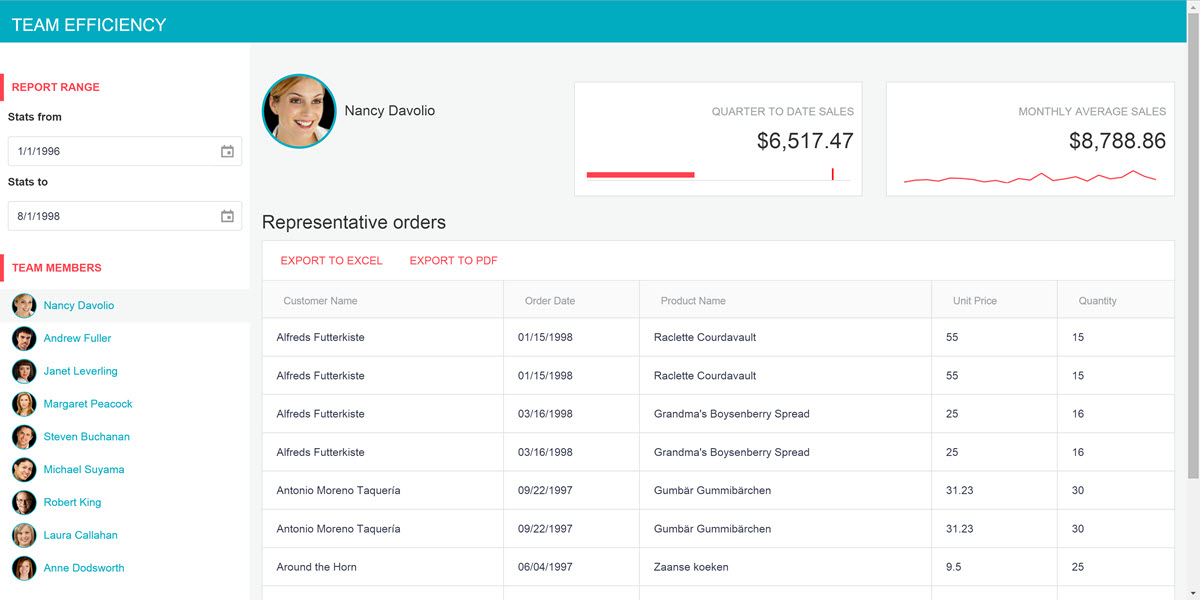 TEAM EFFICIENCY
REPORT RANGE
Stats from
1/1/1996
Stats to
8/1/1998
TEAM MEMBERS
Nancy Davolio
Andrew Fuller
Janet Leverling
Margaret Peacock
Steven Buchanan
Michael Suyama
Robert King
Laura Callahan
Anne Dodsworth
Nancy Davolio
QUARTER TO DATE SALES
$6,517.47
MONTHLY AVERAGE SALES
$8,788.86
Representative orders
EXPORT TO EXCEL EXPORT TO PDF
Customer Name Order Date Product Name Unit Price Quantity
Alfreds Futterkiste 01/15/1998 Raclette Courdavault 55 15
Alfreds Futterkiste 01/15/1998 Raclette Courdavault 55 15
Alfreds Futterkiste 03/16/1998 Grandma's Boysenberry Spread 25 16
Alfreds Futterkiste 03/16/1998 Grandma's Boysenberry Spread 25 16
Antonio Moreno Taquería 09/22/1997 Gumbär Gummibärchen 31.23 30
Antonio Moreno Taquería 09/22/1997 Gumbär Gummibärchen 31.23 30
Around the Horn 06/04/1997 Zaanse koeken 9.5 25